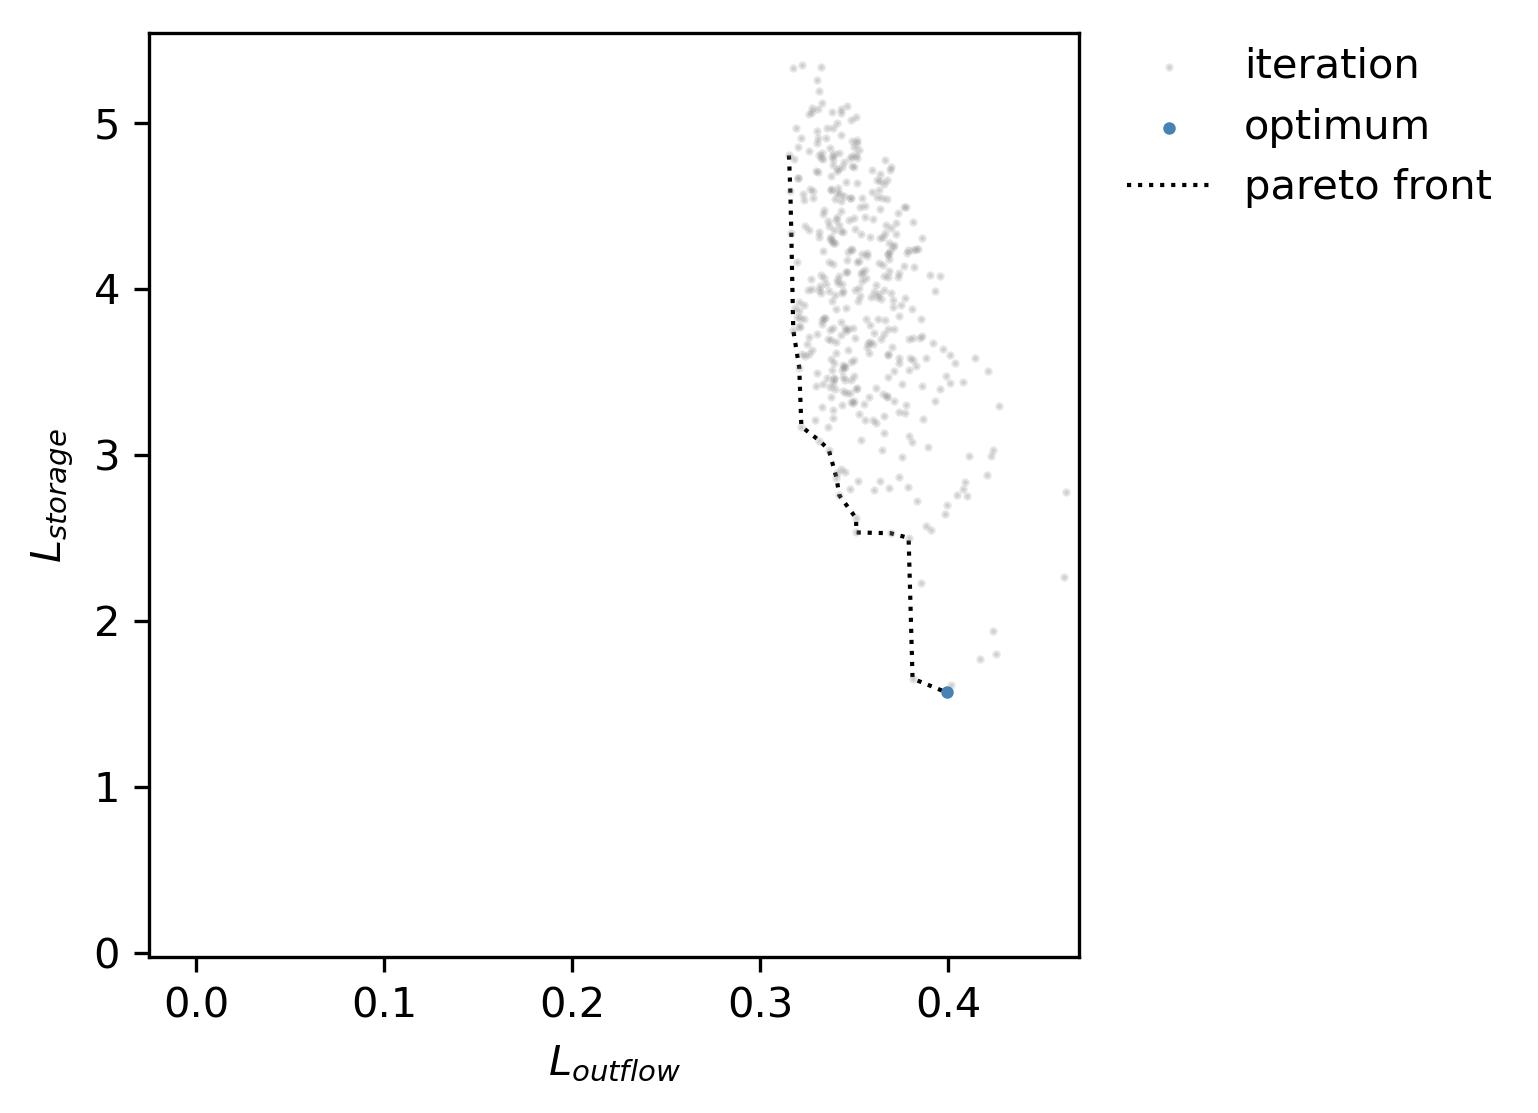 iteration
optimum
pareto front
5
4
3
2
1
0
L_storage
0.0 0.1 0.2 0.3 0.4
L_outflow